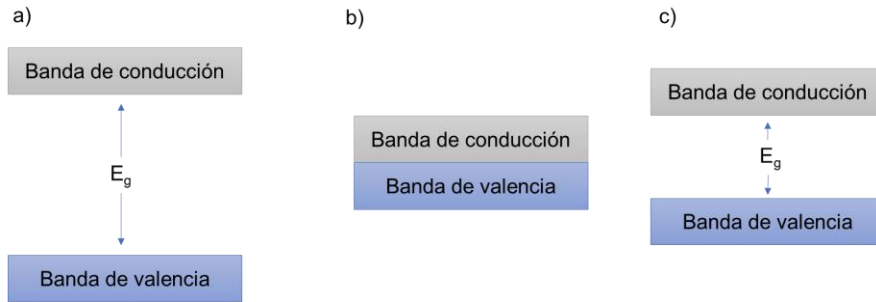 a)
Banda de conducción
E_g
Banda de valencia
b)
Banda de conducción
Banda de valencia
c)
Banda de conducción
E_g
Banda de valencia